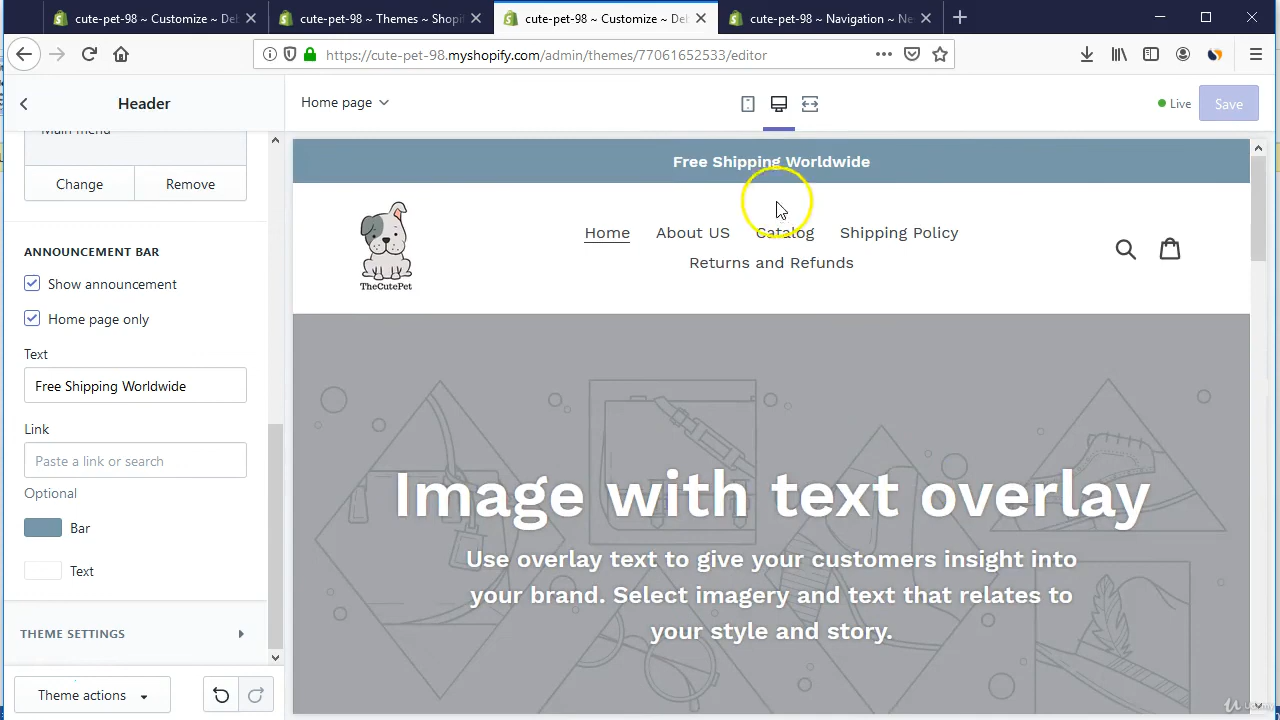 cute-pet-98 ~ Customize ~ Del
cute-pet-98 ~ Themes ~ Shopi
cute-pet-98 ~ Customize ~ Del
cute-pet-98 ~ Navigation ~ Ne
https://cute-pet-98.myshopify.com/admin/themes/77061652533/editor
Header
Home page
Live
Save
Main menu
Change
Remove
ANNOUNCEMENT BAR
Show announcement
Home page only
Text
Free Shipping Worldwide
Link
Paste a link or search
Optional
Bar
Text
THEME SETTINGS
Theme actions
Free Shipping Worldwide
TheCutePet
Home
About US
Catalog
Shipping Policy
Returns and Refunds
Image with text overlay
Use overlay text to give your customers insight into
your brand. Select imagery and text that relates to
your style and story.
Udemy